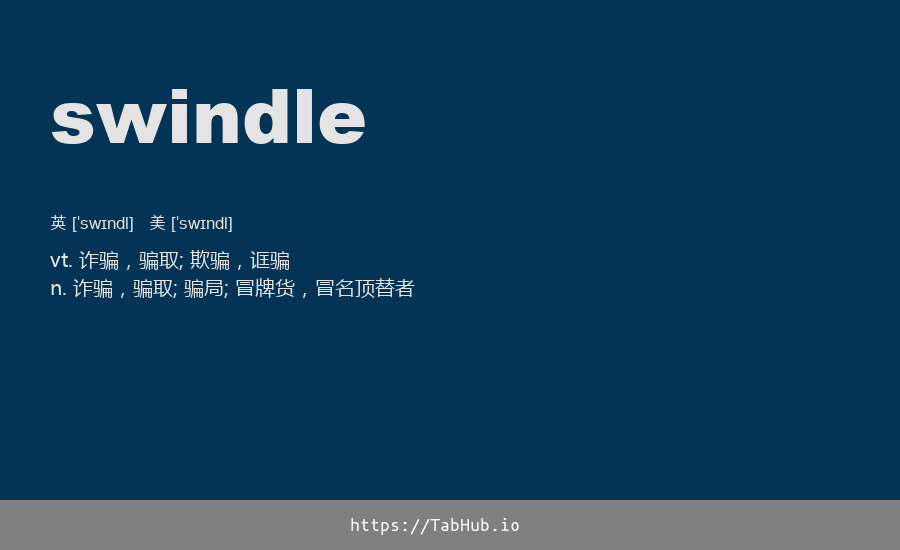 swindle
英 [ˈswɪndl] 美 [ˈswɪndl]
vt. 诈骗，骗取; 欺骗，诓骗
n. 诈骗，骗取; 骗局; 冒牌货，冒名顶替者
https://TabHub.io